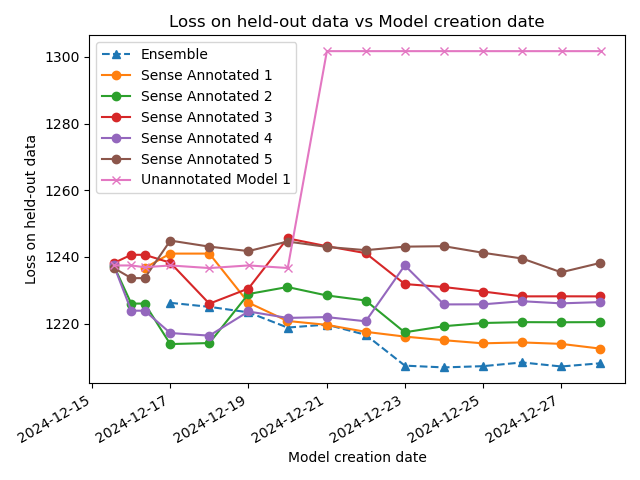 Loss on held-out data vs Model creation date
Ensemble
Sense Annotated 1
Sense Annotated 2
Sense Annotated 3
Sense Annotated 4
Sense Annotated 5
Unannotated Model 1
Loss on held-out data
1300
1280
1260
1240
1220
2024-12-15
2024-12-17
2024-12-19
2024-12-21
2024-12-23
2024-12-25
2024-12-27
Model creation date